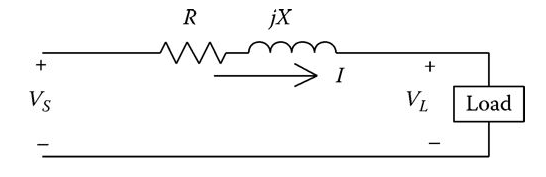 R jX
+ I +
V_S V_L Load
– –